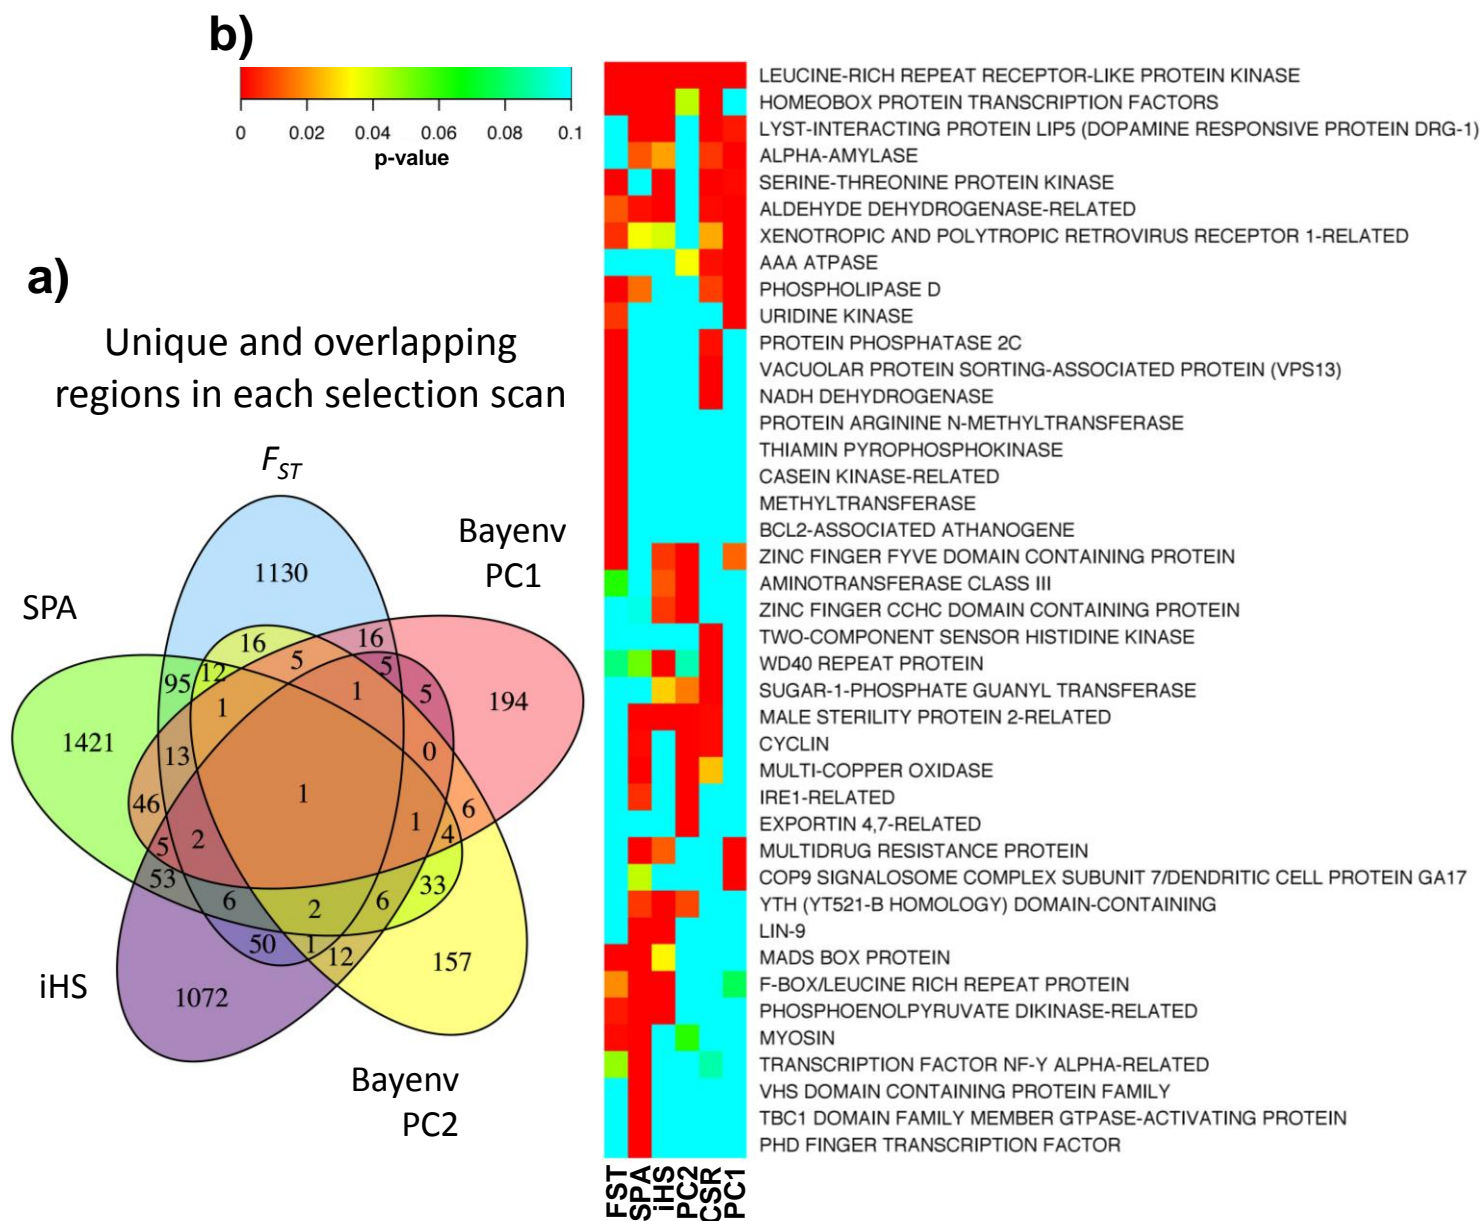 b)
0 0.02 0.04 0.06 0.08 0.1
p-value
a)
Unique and overlapping
regions in each selection scan
FST
Bayenv
PC1
SPA
1130
16
16
5
5
12
95
1
5
194
1
1421
0
13
1
46
6
1
4
2
5
53
33
6
6
2
50
1
12
157
iHS
1072
Bayenv
PC2
LEUCINE-RICH REPEAT RECEPTOR-LIKE PROTEIN KINASE
HOMEOBOX PROTEIN TRANSCRIPTION FACTORS
LYST-INTERACTING PROTEIN LIP5 (DOPAMINE RESPONSIVE PROTEIN DRG-1)
ALPHA-AMYLASE
SERINE-THREONINE PROTEIN KINASE
ALDEHYDE DEHYDROGENASE-RELATED
XENOTROPIC AND POLYTROPIC RETROVIRUS RECEPTOR 1-RELATED
AAA ATPASE
PHOSPHOLIPASE D
URIDINE KINASE
PROTEIN PHOSPHATASE 2C
VACUOLAR PROTEIN SORTING-ASSOCIATED PROTEIN (VPS13)
NADH DEHYDROGENASE
PROTEIN ARGININE N-METHYLTRANSFERASE
THIAMIN PYROPHOSPHOKINASE
CASEIN KINASE-RELATED
METHYLTRANSFERASE
BCL2-ASSOCIATED ATHANOGENE
ZINC FINGER FYVE DOMAIN CONTAINING PROTEIN
AMINOTRANSFERASE CLASS III
ZINC FINGER CCHC DOMAIN CONTAINING PROTEIN
TWO-COMPONENT SENSOR HISTIDINE KINASE
WD40 REPEAT PROTEIN
SUGAR-1-PHOSPHATE GUANYL TRANSFERASE
MALE STERILITY PROTEIN 2-RELATED
CYCLIN
MULTI-COPPER OXIDASE
IRE1-RELATED
EXPORTIN 4,7-RELATED
MULTIDRUG RESISTANCE PROTEIN
COP9 SIGNALOSOME COMPLEX SUBUNIT 7/DENDRITIC CELL PROTEIN GA17
YTH (YT521-B HOMOLOGY) DOMAIN-CONTAINING
LIN-9
MADS BOX PROTEIN
F-BOX/LEUCINE RICH REPEAT PROTEIN
PHOSPHOENOLPYRUVATE DIKINASE-RELATED
MYOSIN
TRANSCRIPTION FACTOR NF-Y ALPHA-RELATED
VHS DOMAIN CONTAINING PROTEIN FAMILY
TBC1 DOMAIN FAMILY MEMBER GTPASE-ACTIVATING PROTEIN
PHD FINGER TRANSCRIPTION FACTOR
FST
SPA
iHS
PC2
CSR
PC1